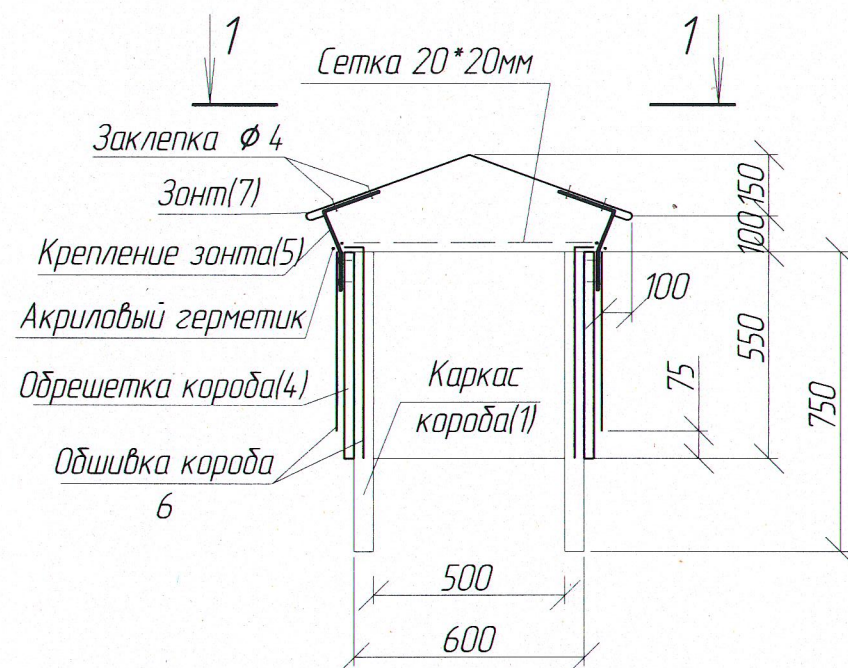 1
1
Сетка 20*20мм
Заклепка Ø 4
Зонт(7)
Крепление зонта(5)
Акриловый герметик
Обрешетка короба(4)
Обшивка короба
6
Каркас
короба(1)
150
100
100
550
75
750
500
600